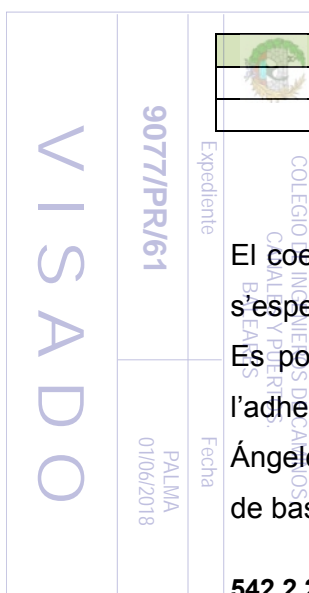 VISADO
Expediente
9077/PR/61
Fecha
PALMA
01/06/2018
COLEGIO DE INGENIEROS DE CAMINOS
CANALES Y PUERTOS.
BALEARES
El coe
s'espe
Es po
l'adhe
Ángel
de bas
542.2.2